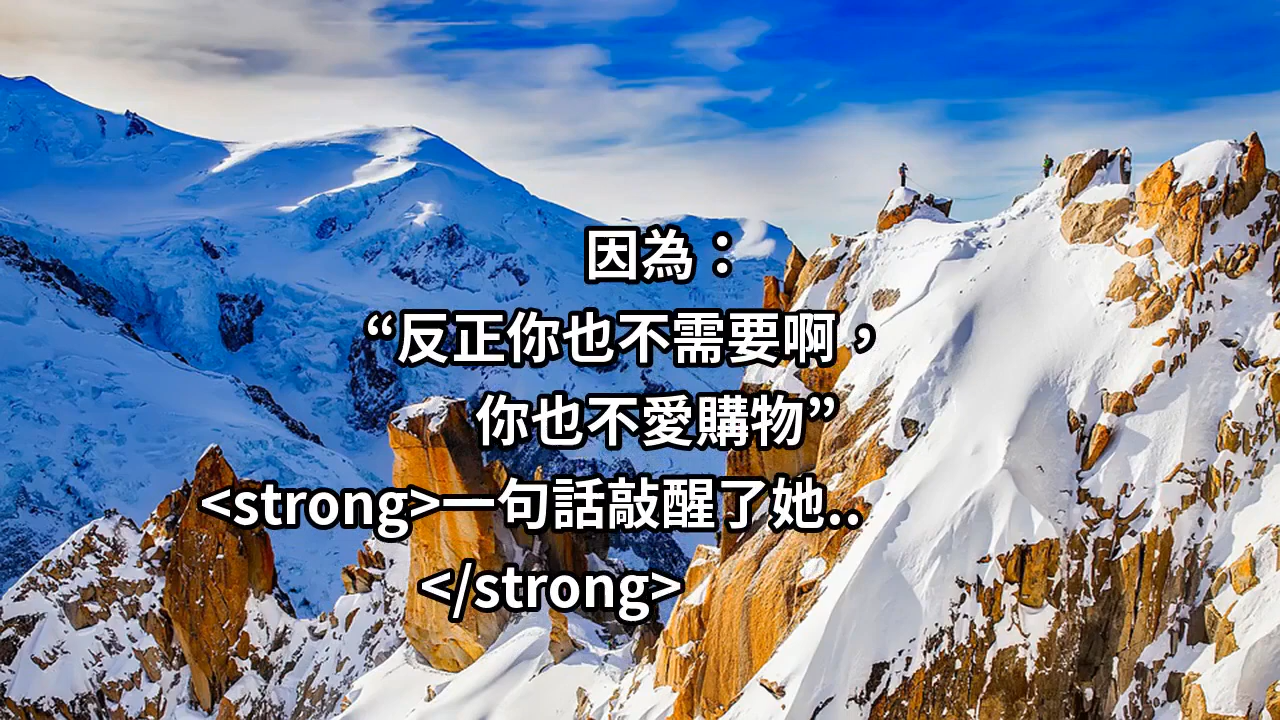 因為：
“反正你也不需要啊，
你也不愛購物”
<strong>一句話敲醒了她..
</strong>